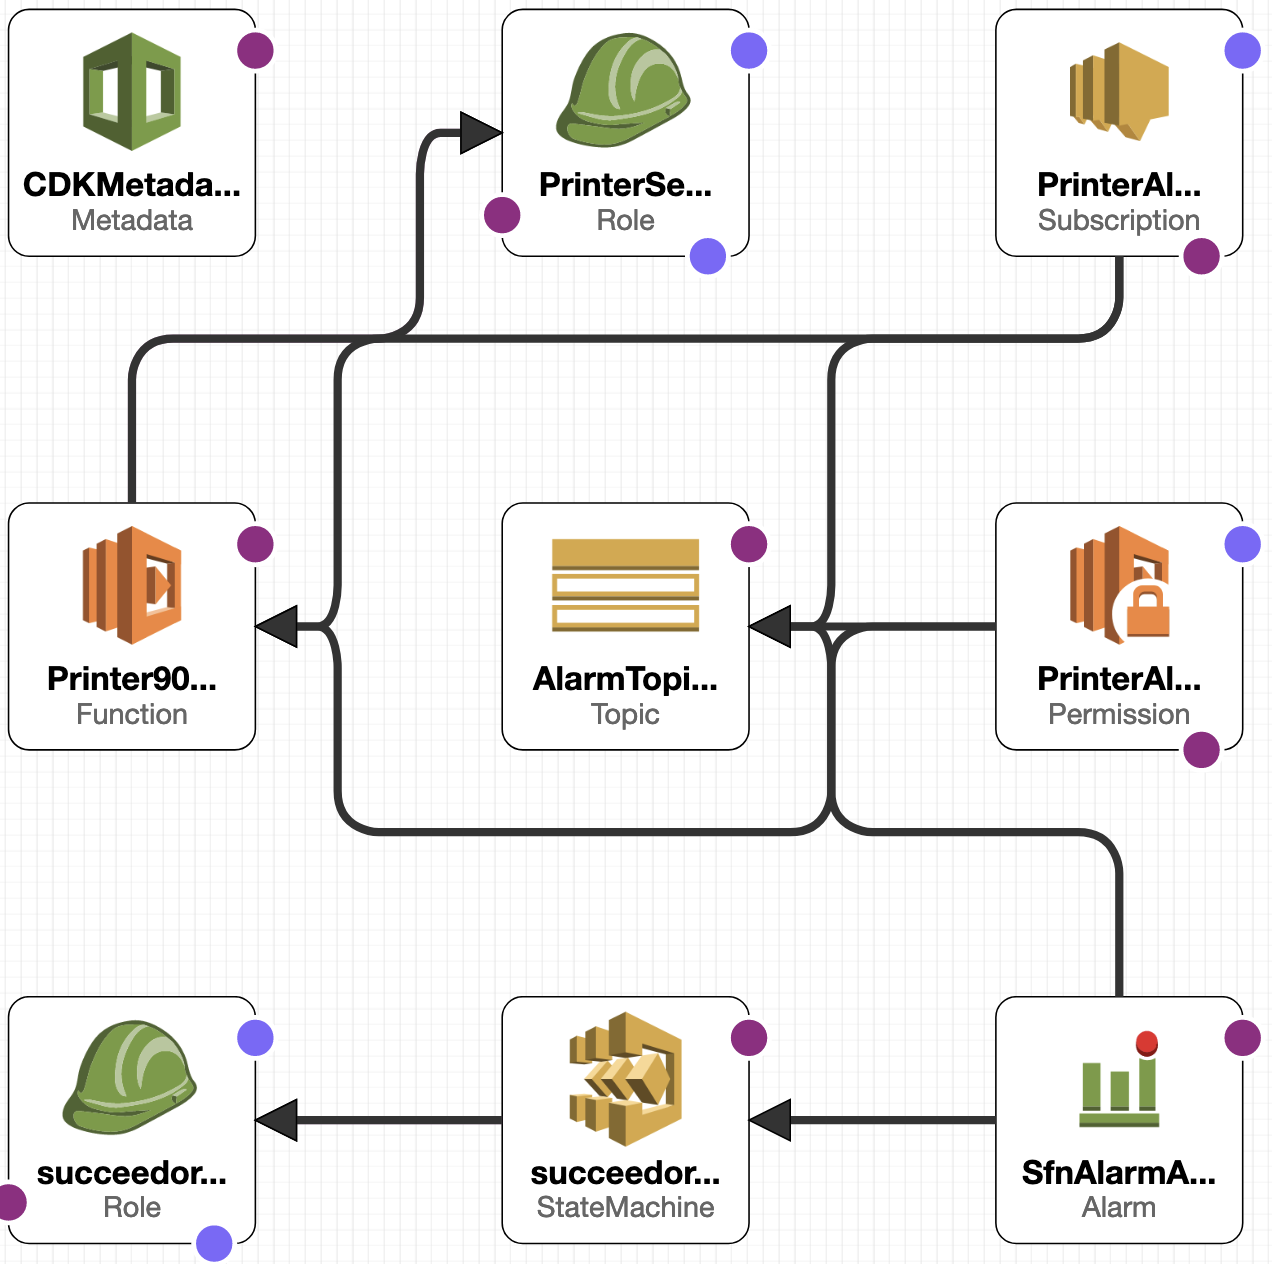 CDKMetada...
Metadata
PrinterSe...
Role
PrinterAl...
Subscription
Printer90...
Function
AlarmTopi...
Topic
PrinterAl...
Permission
succeedor...
Role
succeedor...
StateMachine
SfnAlarmA...
Alarm